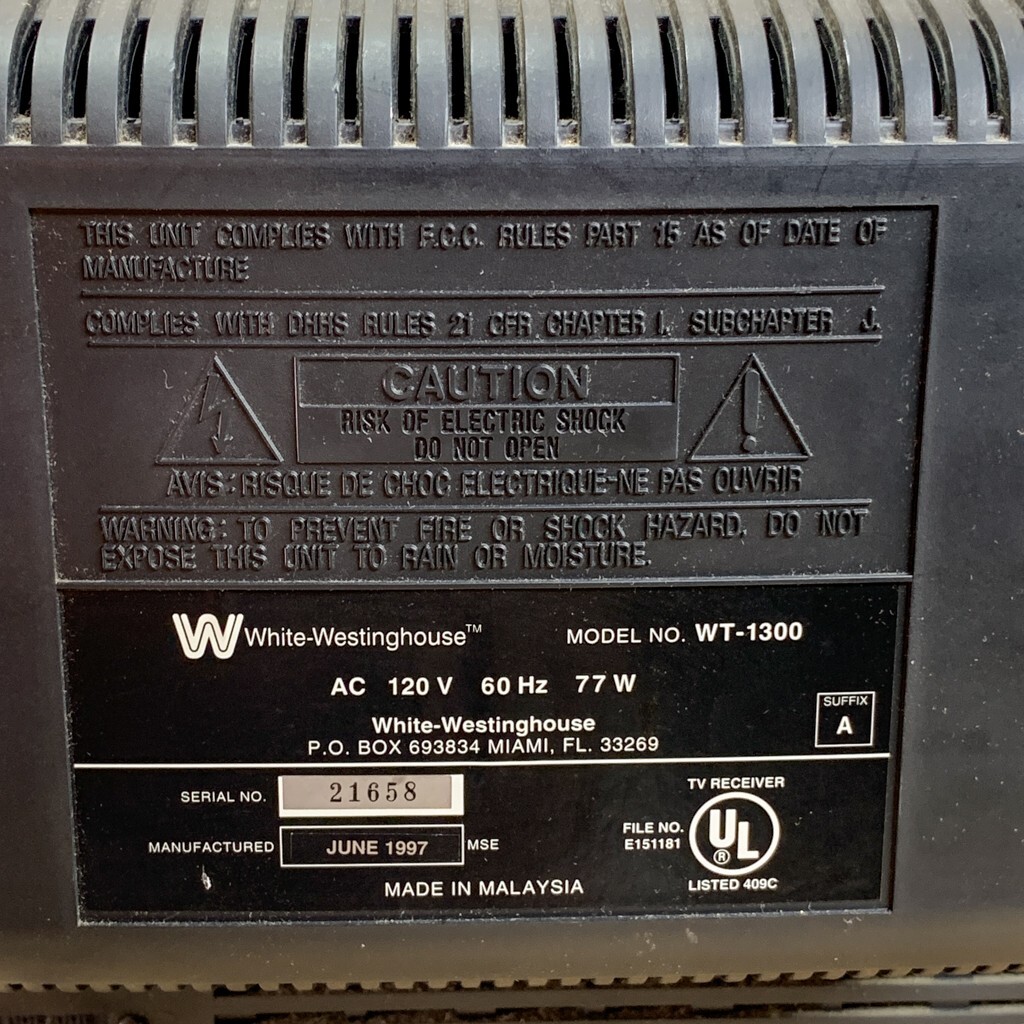 THIS UNIT COMPLIES WITH F.C.C. RULES PART 15 AS OF DATE OF
MANUFACTURE
COMPLIES WITH DHHS RULES 21 CFR CHAPTER I, SUBCHAPTER J.
CAUTION
RISK OF ELECTRIC SHOCK
DO NOT OPEN
AVIS: RISQUE DE CHOC ELECTRIQUE-NE PAS OUVRIR
WARNING: TO PREVENT FIRE OR SHOCK HAZARD, DO NOT
EXPOSE THIS UNIT TO RAIN OR MOISTURE.
W White-Westinghouse™ MODEL NO. WT-1300
AC 120 V 60 Hz 77 W
White-Westinghouse
P.O. BOX 693834 MIAMI, FL. 33269
SUFFIX
A
SERIAL NO. 21658
MANUFACTURED JUNE 1997 MSE
MADE IN MALAYSIA
TV RECEIVER
FILE NO.
E151181
UL ®
LISTED 409C